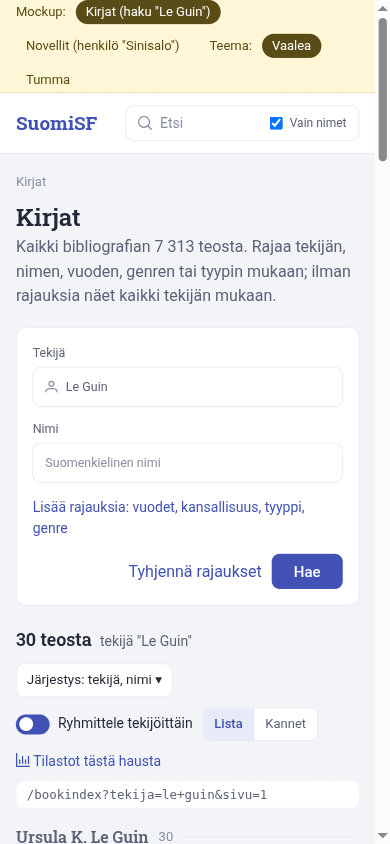 Mockup: Kirjat (haku "Le Guin")
Novellit (henkilö "Sinisalo") Teema: Vaalea
Tumma
SuomiSF Etsi Vain nimet
Kirjat
Kirjat
Kaikki bibliografian 7 313 teosta. Rajaa tekijän,
nimen, vuoden, genren tai tyypin mukaan; ilman
rajauksia näet kaikki tekijän mukaan.
Tekijä
Le Guin
Nimi
Suomenkielinen nimi
Lisää rajauksia: vuodet, kansallisuus, tyyppi,
genre
Tyhjennä rajaukset Hae
30 teosta tekijä "Le Guin"
Järjestys: tekijä, nimi ▾
Ryhmittele tekijöittäin Lista Kannet
Tilastot tästä hausta
/bookindex?tekija=le+guin&sivu=1
Ursula K. Le Guin 30